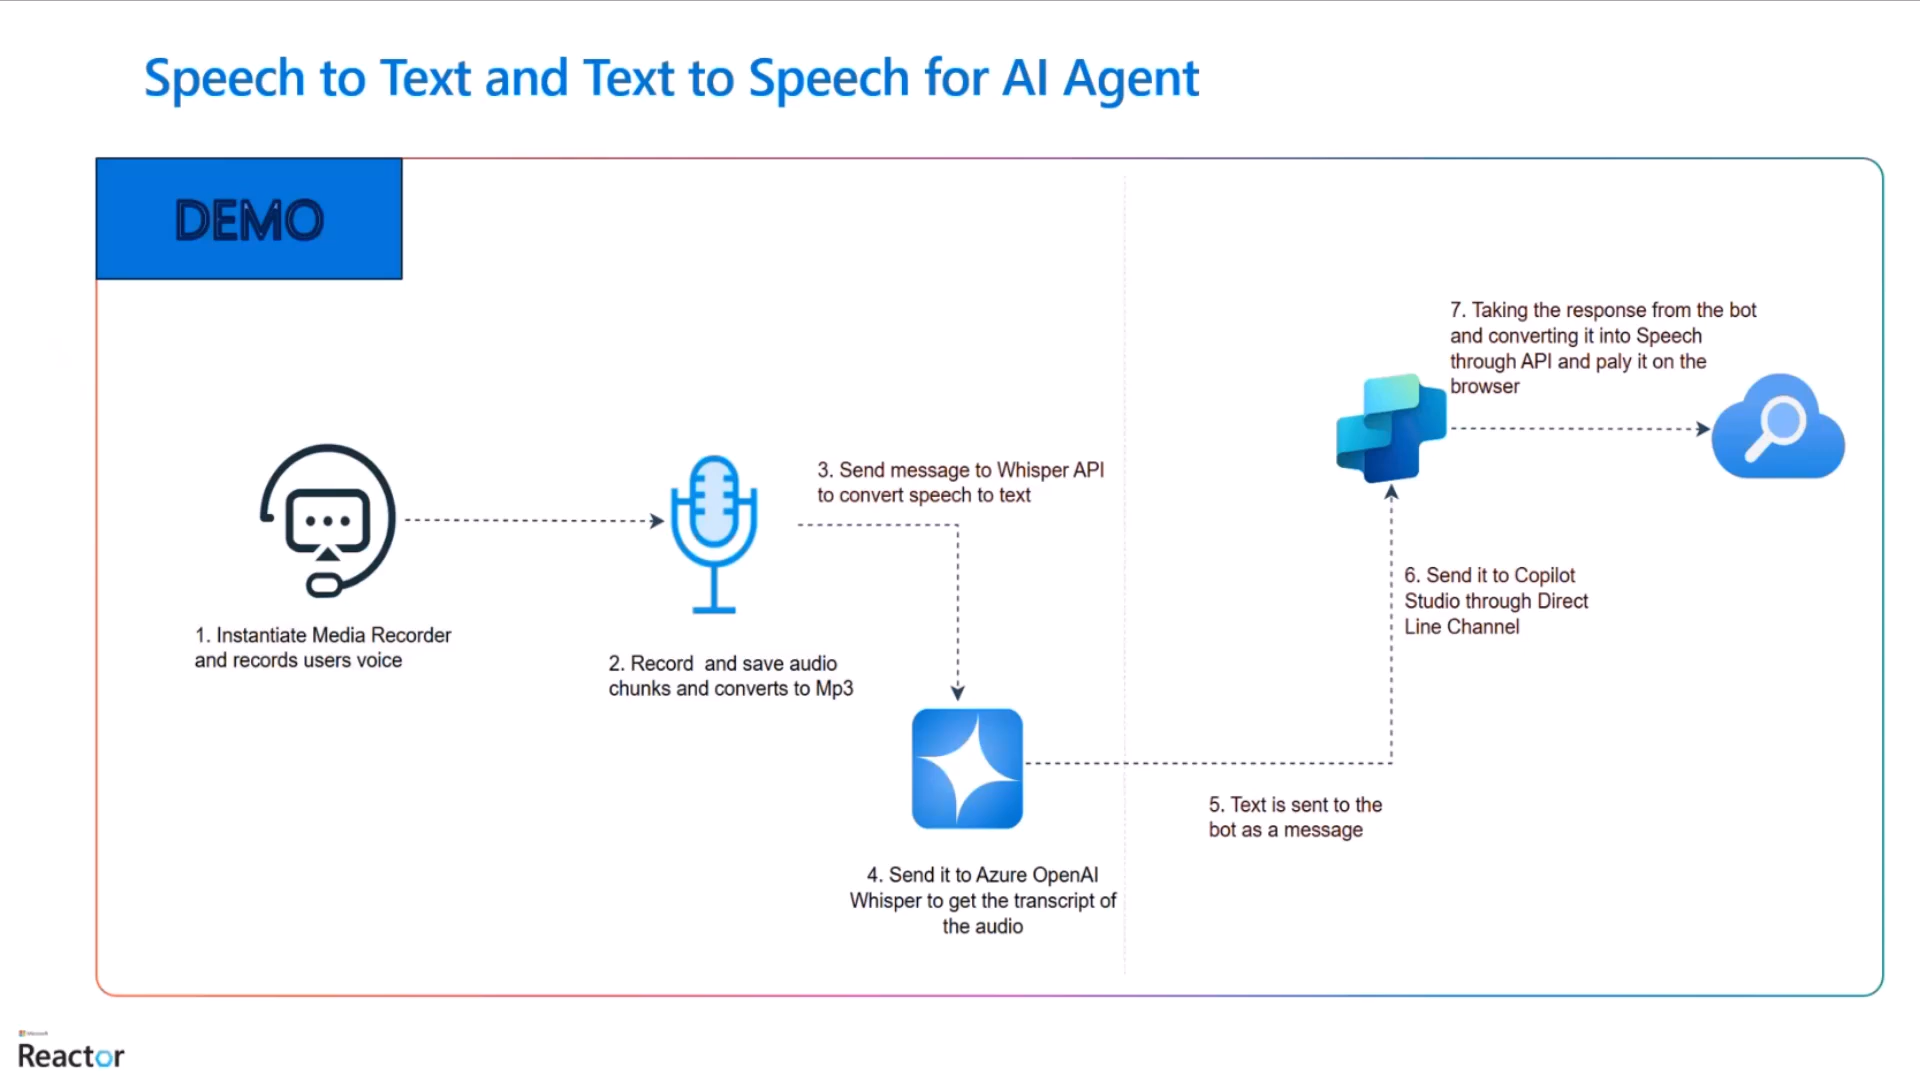 Speech to Text and Text to Speech for AI Agent
DEMO
1. Instantiate Media Recorder
and records users voice
2. Record and save audio
chunks and converts to Mp3
3. Send message to Whisper API
to convert speech to text
4. Send it to Azure OpenAI
Whisper to get the transcript of
the audio
5. Text is sent to the
bot as a message
6. Send it to Copilot
Studio through Direct
Line Channel
7. Taking the response from the bot
and converting it into Speech
through API and paly it on the
browser
Microsoft
Reactor